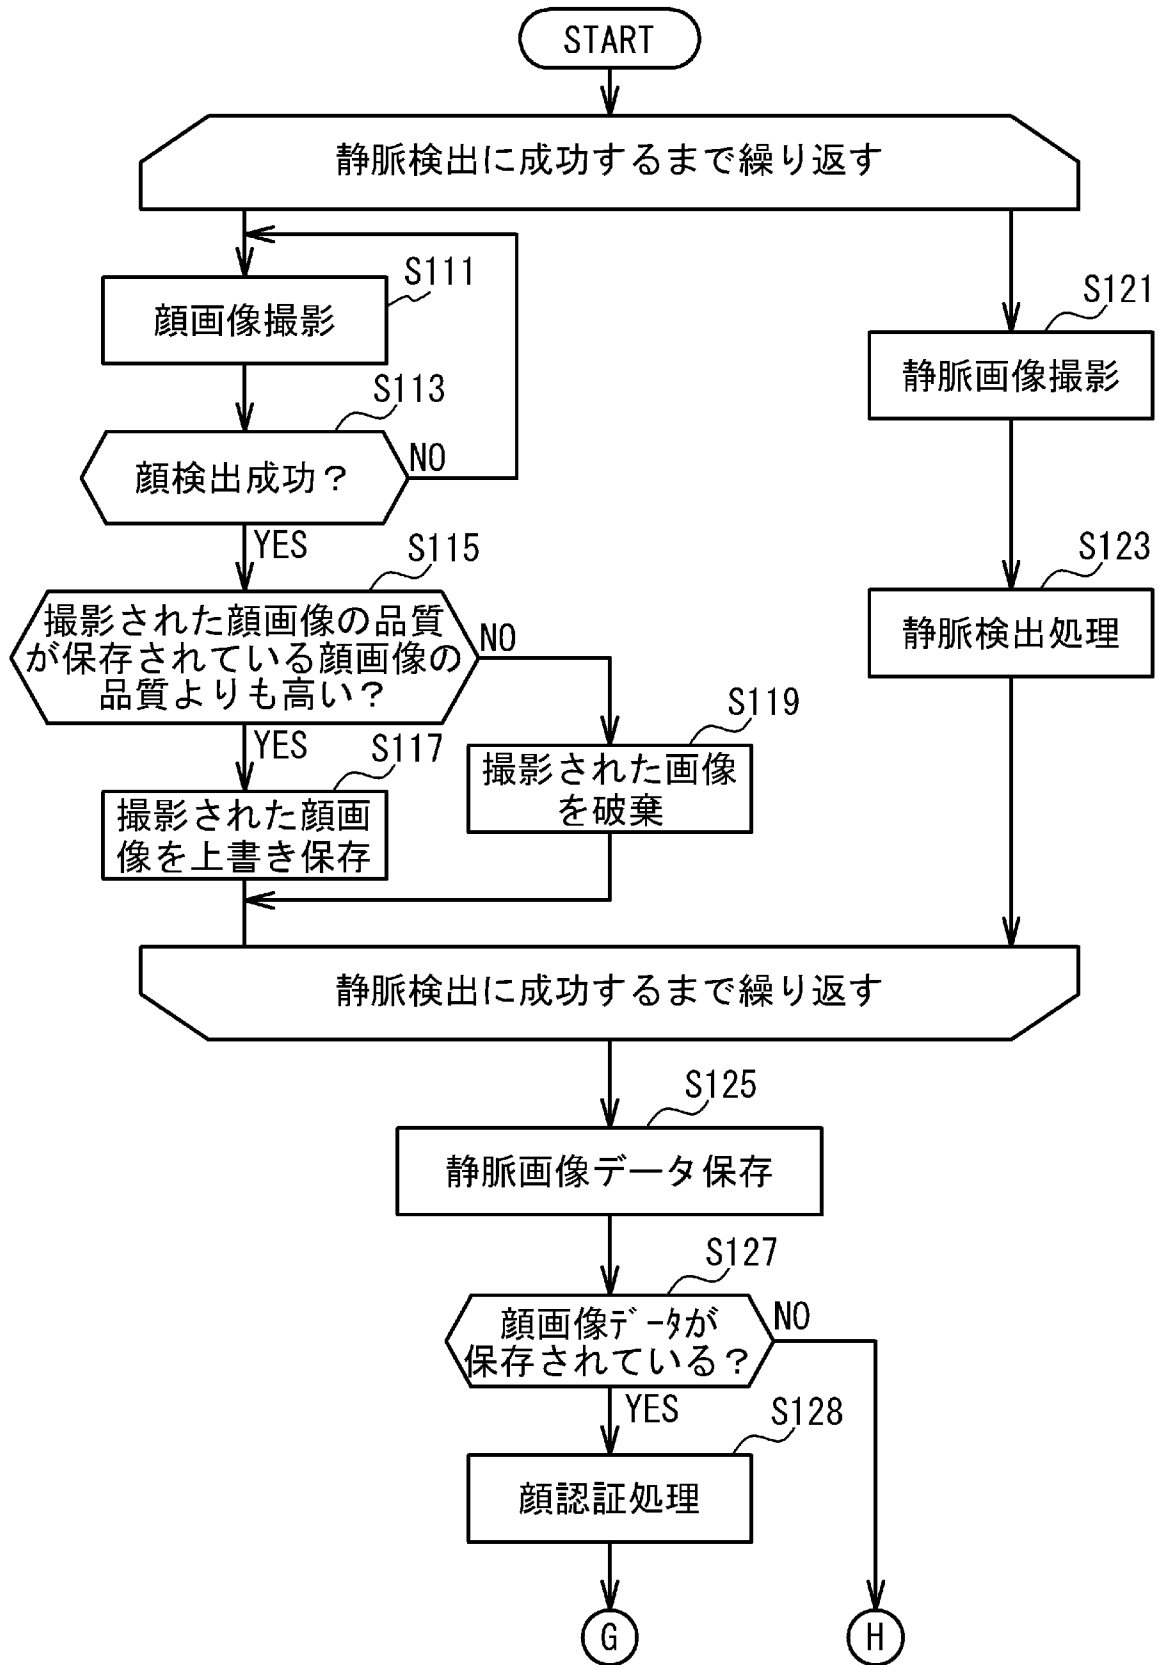 START
静脈検出に成功するまで繰り返す
S111
顔画像撮影
S113
顔検出成功？
NO
YES
S115
撮影された顔画像の品質
が保存されている顔画像の
品質よりも高い？
NO
YES
S117
撮影された顔画
像を上書き保存
S119
撮影された画像
を破棄
S121
静脈画像撮影
S123
静脈検出処理
静脈検出に成功するまで繰り返す
S125
静脈画像データ保存
S127
顔画像ﾃﾞｰﾀが
保存されている？
NO
YES
S128
顔認証処理
G
H